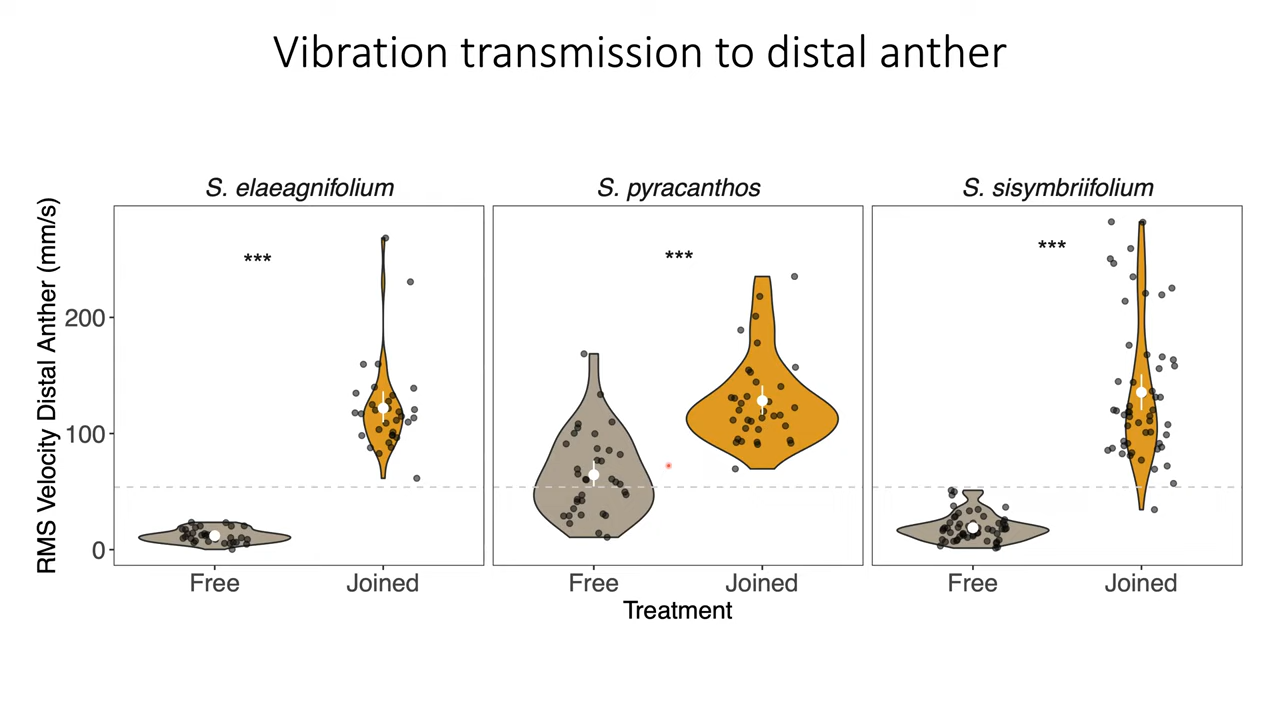 Vibration transmission to distal anther
S. elaeagnifolium
S. pyracanthos
S. sisymbriifolium
***
***
***
RMS Velocity Distal Anther (mm/s)
200
100
0
Free
Joined
Free
Joined
Free
Joined
Treatment